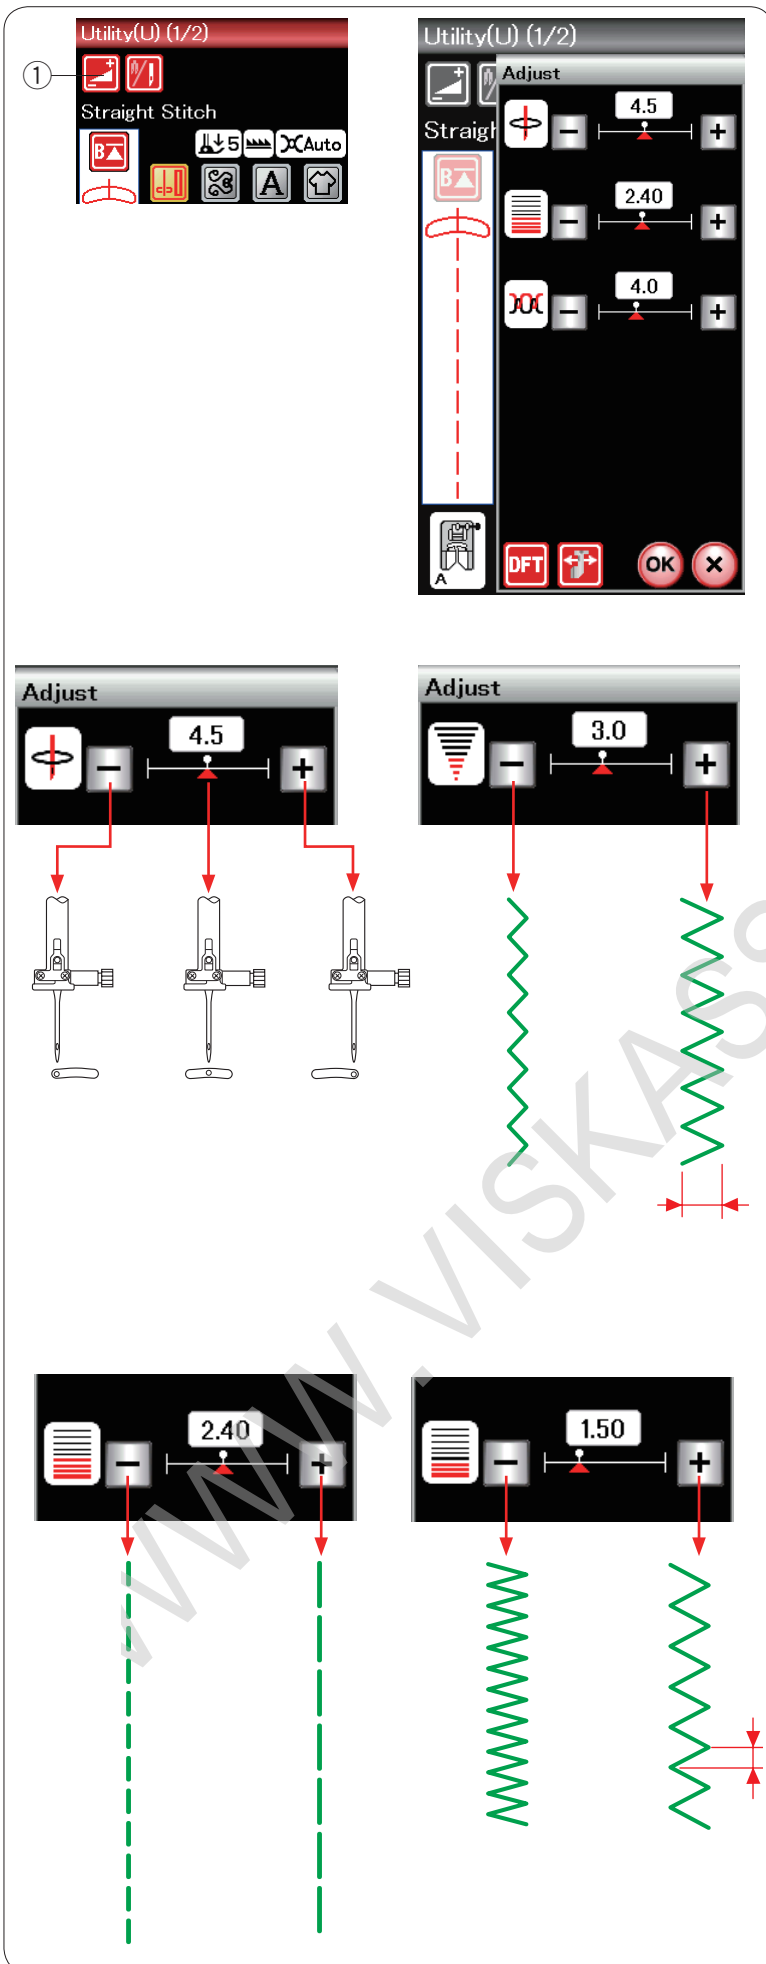 Utility(U) (1/2)
1
Straight Stitch
B
5
Auto
A
Utility(U) (1/2)
Adjust
4.5
Straigh
B
2.40
4.0
A
DFT
OK
Adjust
4.5
Adjust
3.0
2.40
1.50
WWW.VISKAS